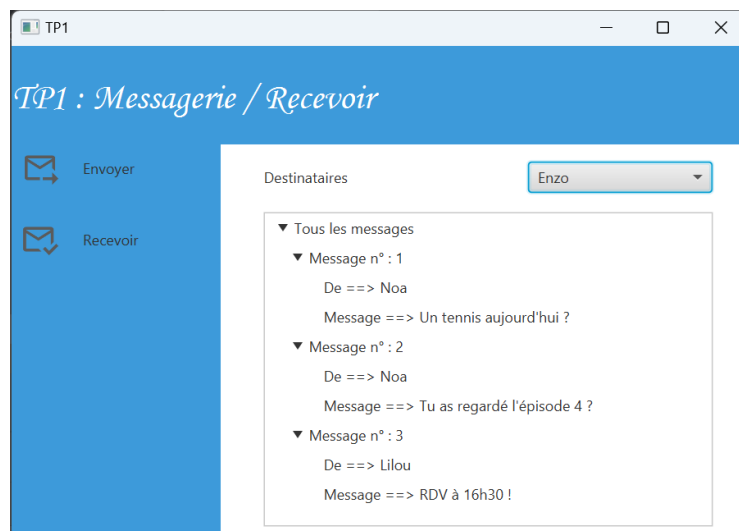 TP1
TP1 : Messagerie / Recevoir
Envoyer
Recevoir
Destinataires Enzo
Tous les messages
Message n° : 1
De ==> Noa
Message ==> Un tennis aujourd'hui ?
Message n° : 2
De ==> Noa
Message ==> Tu as regardé l'épisode 4 ?
Message n° : 3
De ==> Lilou
Message ==> RDV à 16h30 !